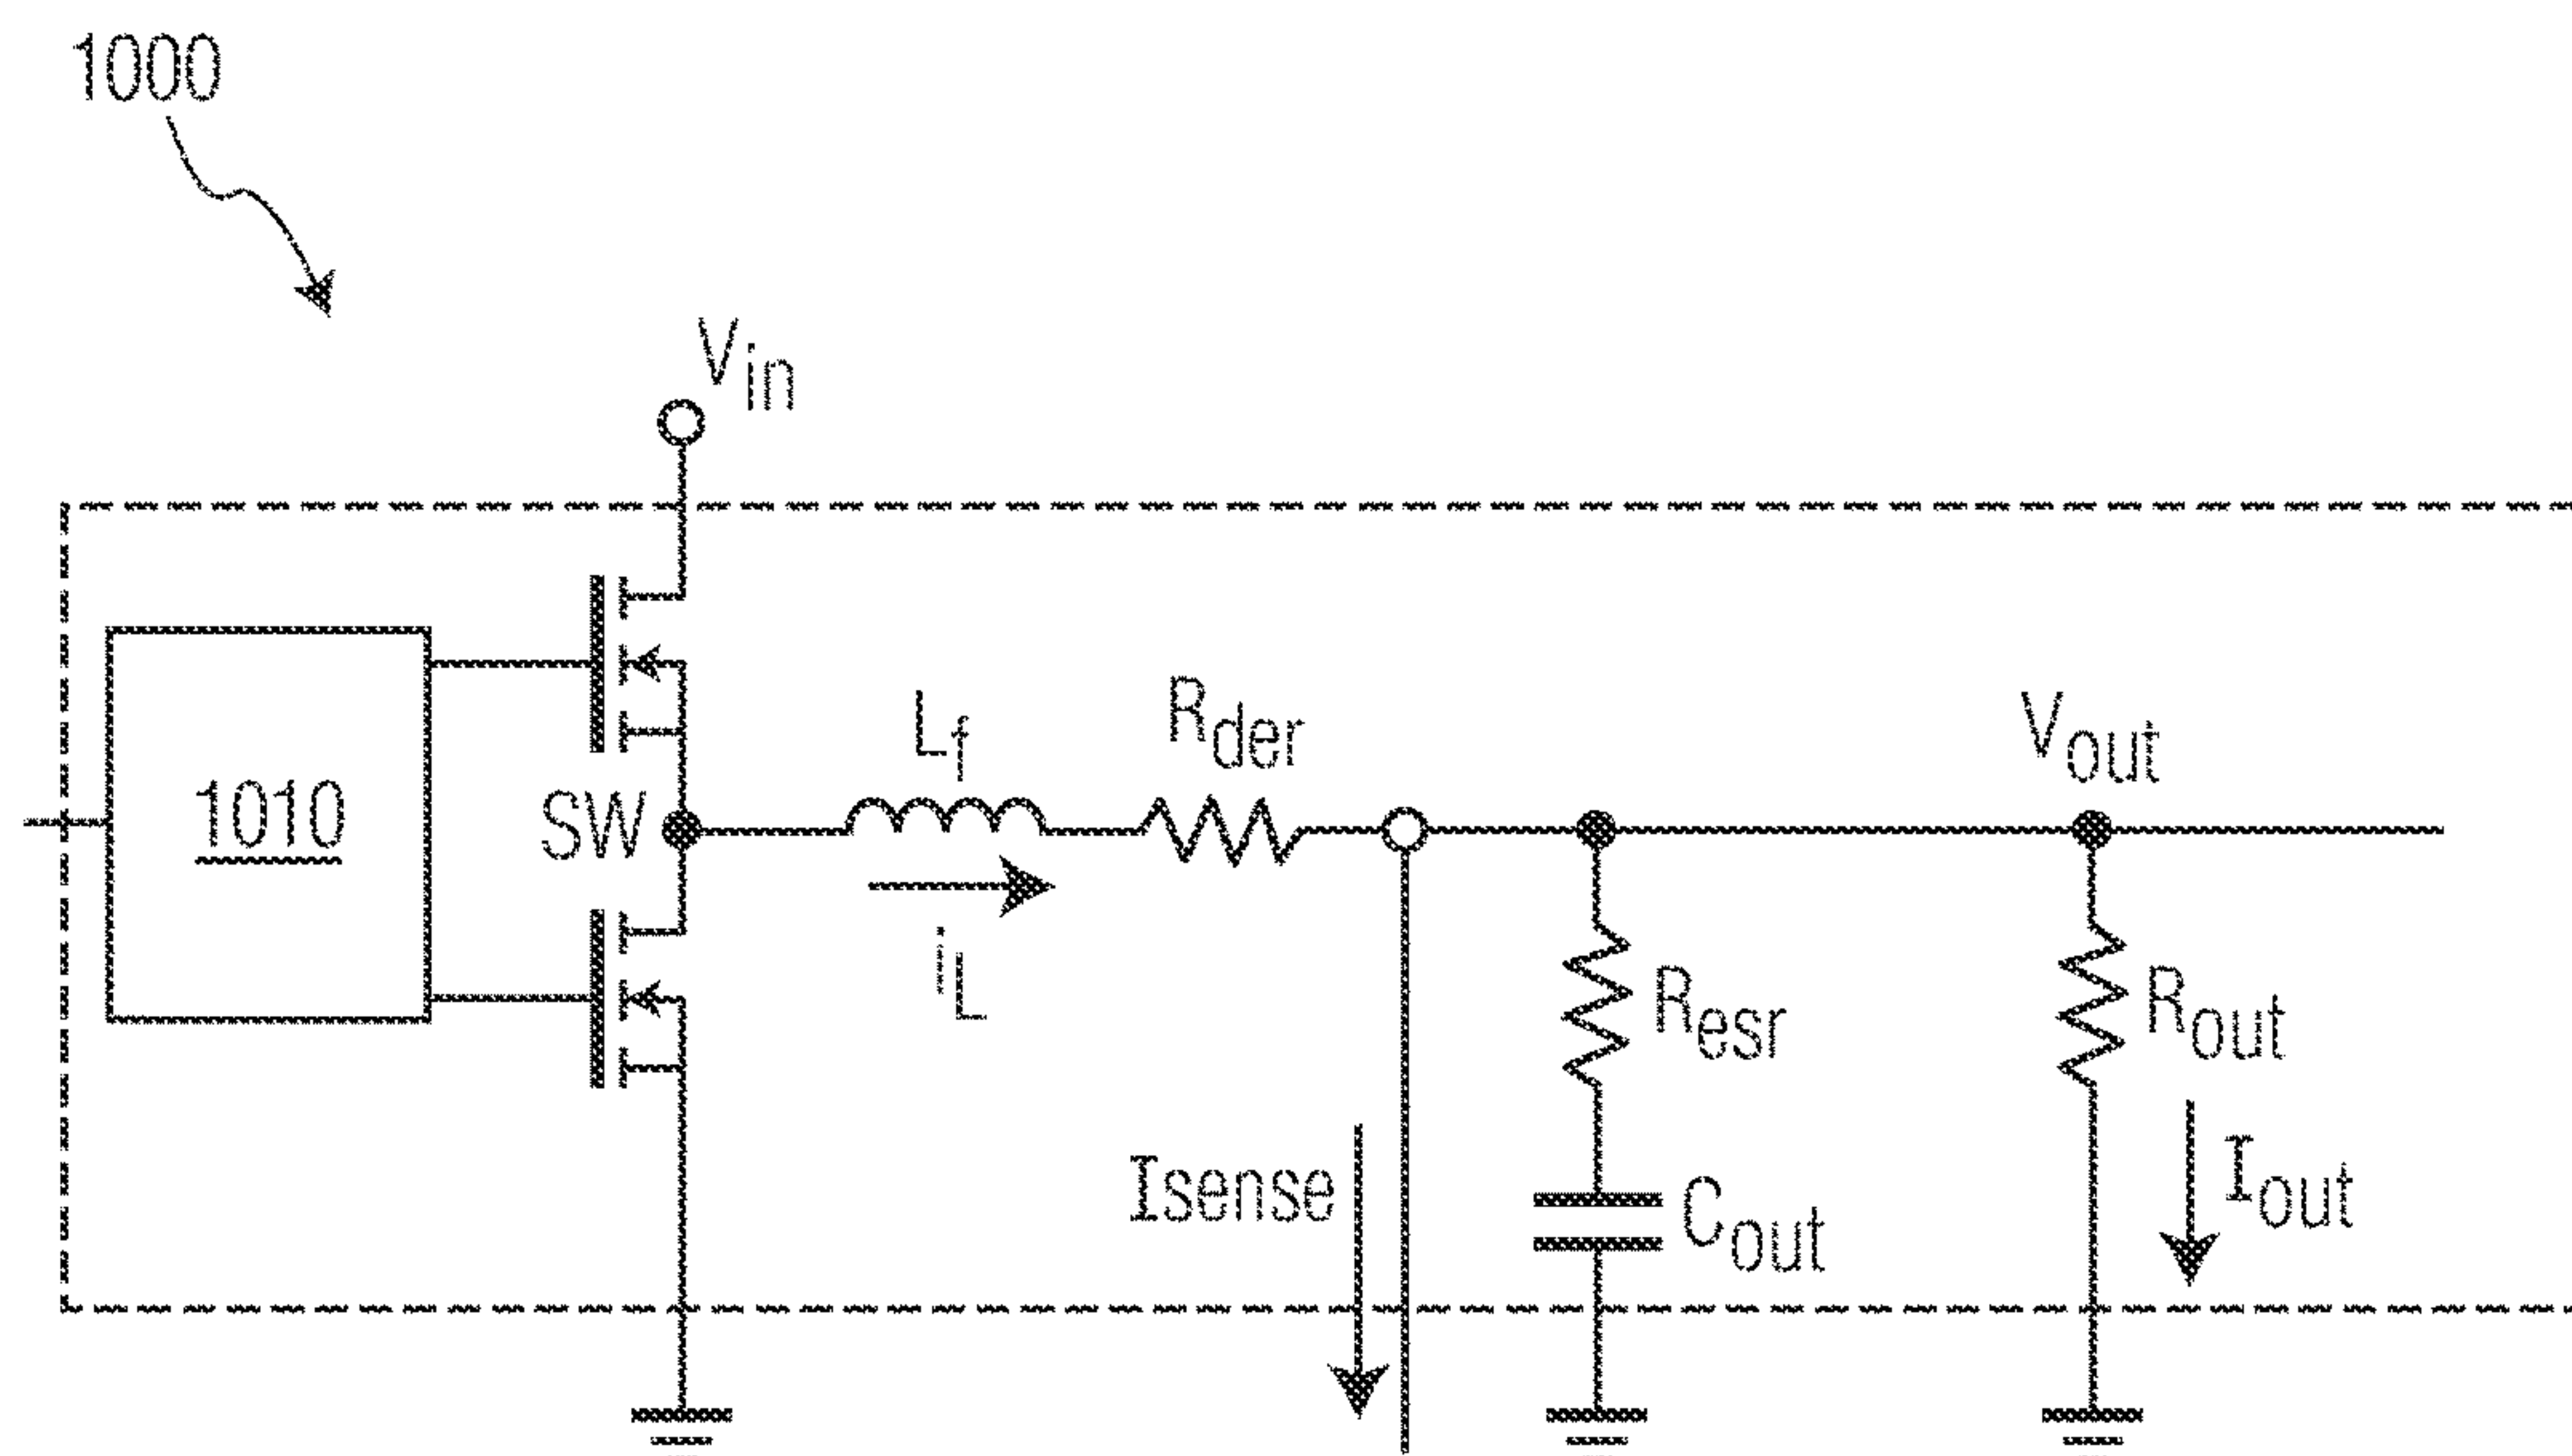 1000
Vin
1010
SW
Lf
Rder
Vout
iL
Resr
Rout
Isense
Cout
Iout